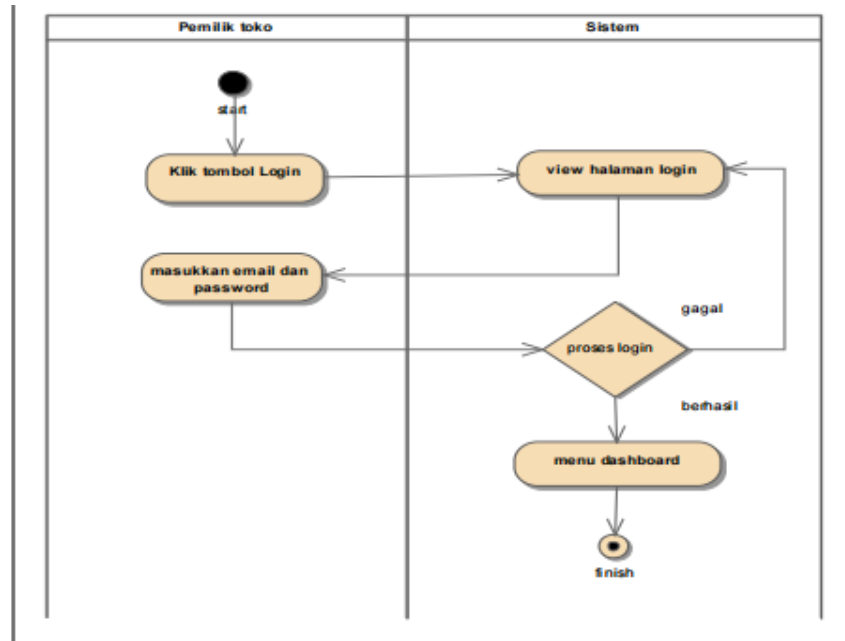 Pemilik toko
Sistem
start
Klik tombol Login
view halaman login
masukkan email dan
password
gagal
proses login
berhasil
menu dashboard
finish